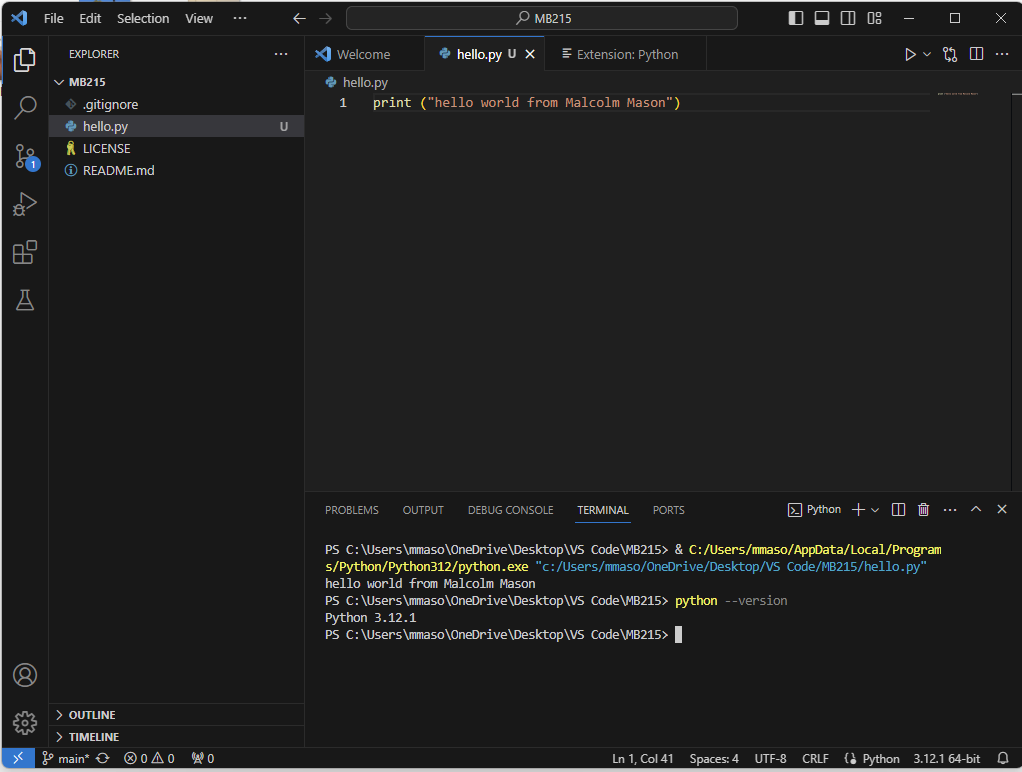 File Edit Selection View ··· MB215
EXPLORER ···
MB215
.gitignore
hello.py U
LICENSE
README.md
Welcome hello.py U Extension: Python ···
hello.py
1 print ("hello world from Malcolm Mason")
PROBLEMS OUTPUT DEBUG CONSOLE TERMINAL PORTS Python ···
PS C:\Users\mmaso\OneDrive\Desktop\VS Code\MB215> & C:/Users/mmaso/AppData/Local/Program
s/Python/Python312/python.exe "c:/Users/mmaso/OneDrive/Desktop/VS Code/MB215/hello.py"
hello world from Malcolm Mason
PS C:\Users\mmaso\OneDrive\Desktop\VS Code\MB215> python --version
Python 3.12.1
PS C:\Users\mmaso\OneDrive\Desktop\VS Code\MB215>
1
OUTLINE
TIMELINE
main* 0 0 0 Ln 1, Col 41 Spaces: 4 UTF-8 CRLF Python 3.12.1 64-bit